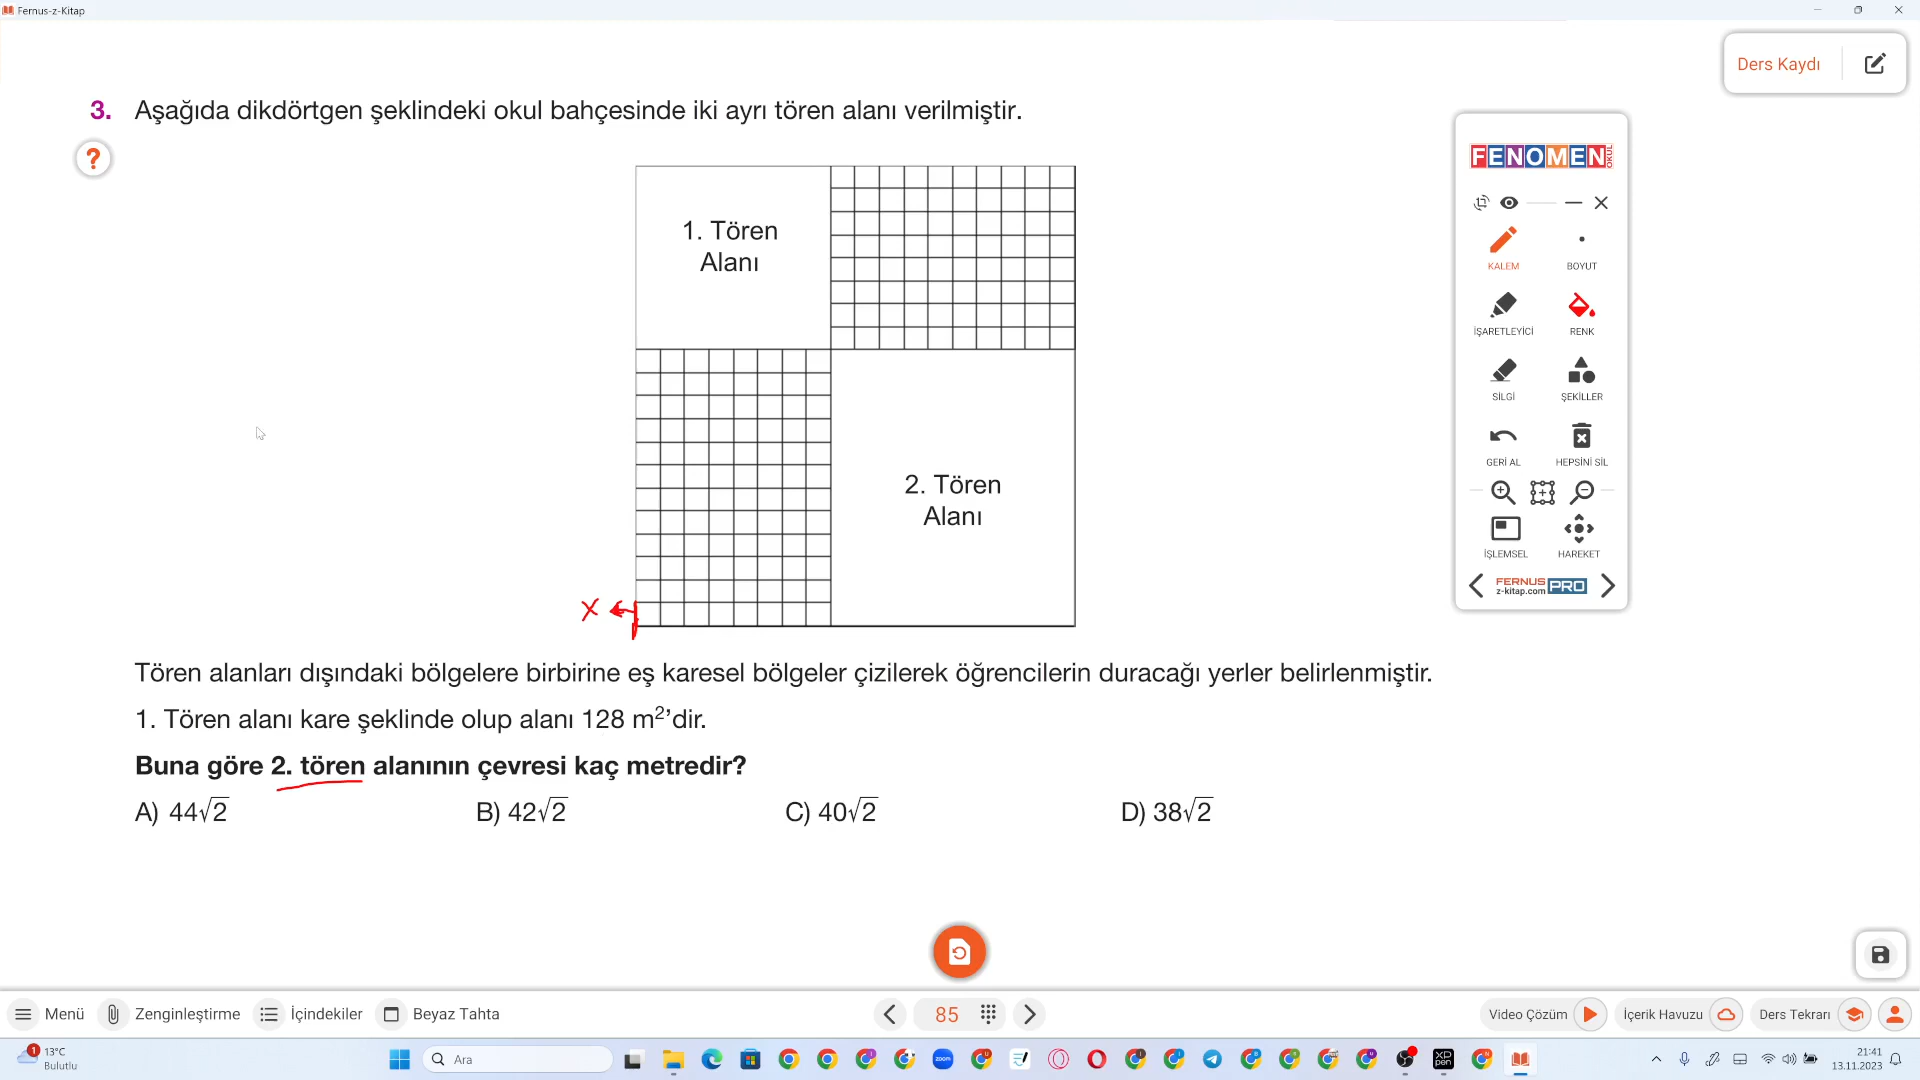 Fernus-z-Kitap
Ders Kaydı
3. Aşağıda dikdörtgen şeklindeki okul bahçesinde iki ayrı tören alanı verilmiştir.
?
1. Tören
Alanı
2. Tören
Alanı
x
Tören alanları dışındaki bölgelere birbirine eş karesel bölgeler çizilerek öğrencilerin duracağı yerler belirlenmiştir.
1. Tören alanı kare şeklinde olup alanı 128 m²’dir.
Buna göre 2. tören alanının çevresi kaç metredir?
A) 44√2 B) 42√2 C) 40√2 D) 38√2
FENOMEN OKUL
KALEM BOYUT
İŞARETLEYİCİ RENK
SİLGİ ŞEKİLLER
GERİ AL HEPSİNİ SİL
İŞLEMSEL HAREKET
FERNUS PRO
z-kitap.com
Menü Zenginleştirme İçindekiler Beyaz Tahta 85 Video Çözüm İçerik Havuzu Ders Tekrarı
1 13°C
Bulutlu
Ara
zoom
XP
pen
21:41
13.11.2023